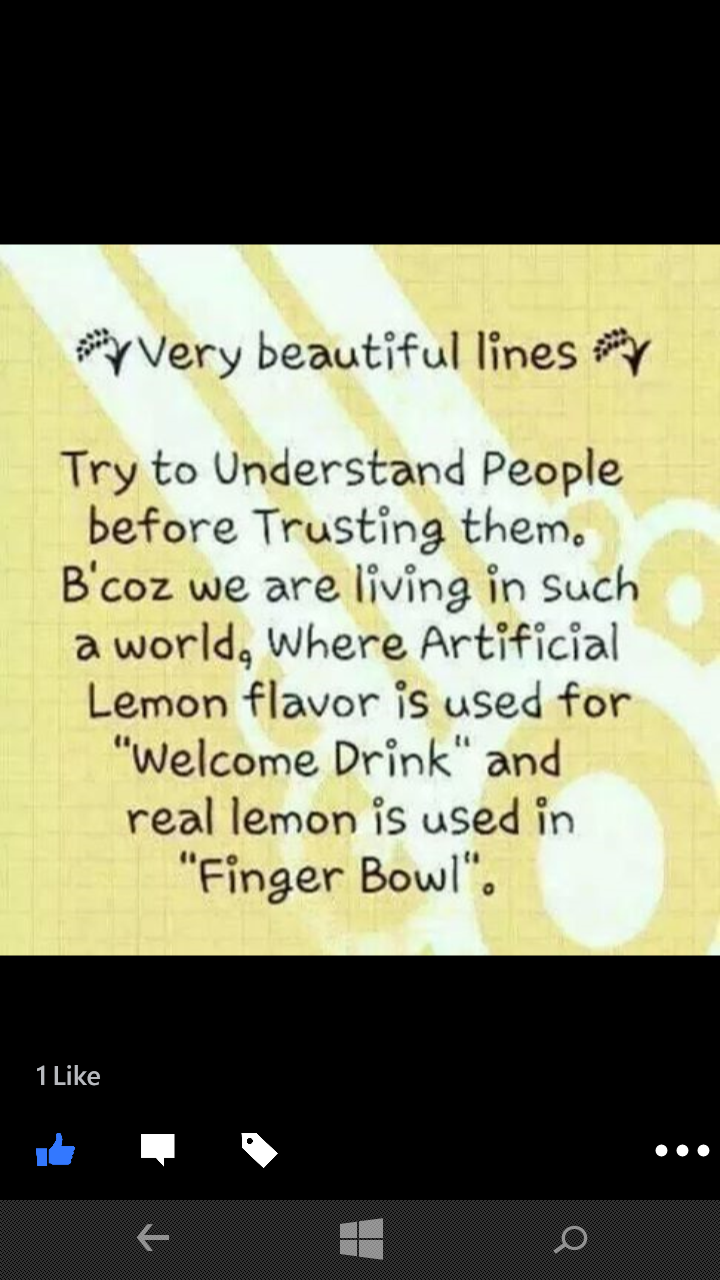 Very beautiful lines
Try to Understand People
before Trusting them.
B'coz we are living in such
a world, Where Artificial
Lemon flavor is used for
"Welcome Drink" and
real lemon is used in
"Finger Bowl".
1 Like